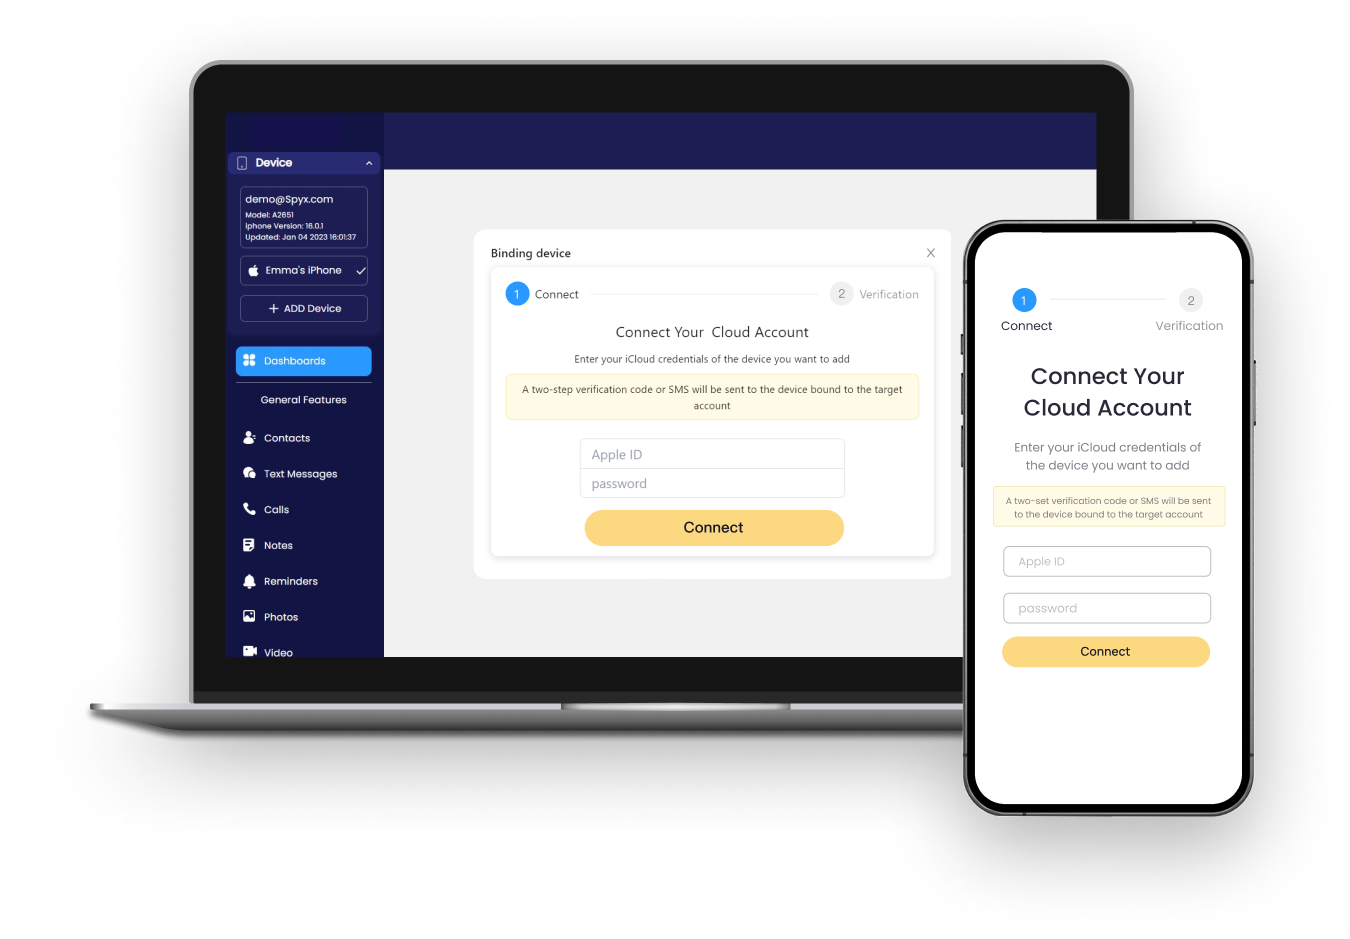 Device
demo@Spyx.com
Model: A2651
iphone Version: 16.0.1
Updated: Jan 04 2023 16:01:37
Emma's iPhone
+ ADD Device
Dashboards
General Features
Contacts
Text Messages
Calls
Notes
Reminders
Photos
Video
Binding device
X
1 Connect
2 Verification
Connect Your Cloud Account
Enter your iCloud credentials of the device you want to add
A two-step verification code or SMS will be sent to the device bound to the target
account
Apple ID
password
Connect
1
2
Connect
Verification
Connect Your
Cloud Account
Enter your iCloud credentials of
the device you want to add
A two-set verification code or SMS will be sent
to the device bound to the target account
Apple ID
password
Connect